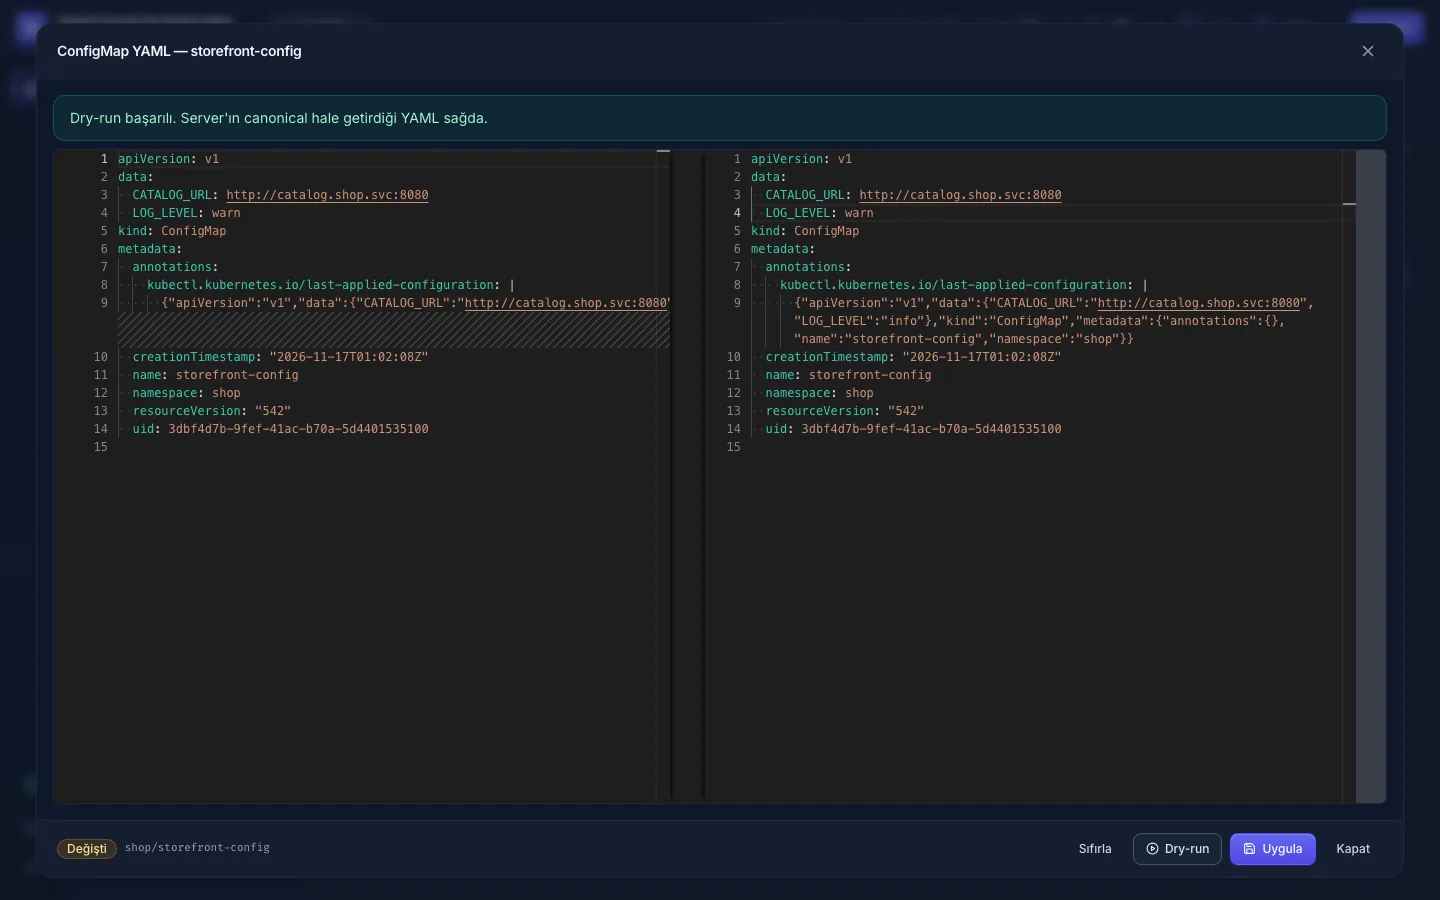 ConfigMap YAML — storefront-config
Dry-run başarılı. Server'ın canonical hale getirdiği YAML sağda.
1 apiVersion: v1
2 data:
3 CATALOG_URL: http://catalog.shop.svc:8080
4 LOG_LEVEL: warn
5 kind: ConfigMap
6 metadata:
7 annotations:
8 kubectl.kubernetes.io/last-applied-configuration: |
9 {"apiVersion":"v1","data":{"CATALOG_URL":"http://catalog.shop.svc:8080"
10 creationTimestamp: "2026-11-17T01:02:08Z"
11 name: storefront-config
12 namespace: shop
13 resourceVersion: "542"
14 uid: 3dbf4d7b-9fef-41ac-b70a-5d4401535100
15
1 apiVersion: v1
2 data:
3 CATALOG_URL: http://catalog.shop.svc:8080
4 LOG_LEVEL: warn
5 kind: ConfigMap
6 metadata:
7 annotations:
8 kubectl.kubernetes.io/last-applied-configuration: |
9 {"apiVersion":"v1","data":{"CATALOG_URL":"http://catalog.shop.svc:8080",
"LOG_LEVEL":"info"},"kind":"ConfigMap","metadata":{"annotations":{},
"name":"storefront-config","namespace":"shop"}}
10 creationTimestamp: "2026-11-17T01:02:08Z"
11 name: storefront-config
12 namespace: shop
13 resourceVersion: "542"
14 uid: 3dbf4d7b-9fef-41ac-b70a-5d4401535100
15
Değişti shop/storefront-config
Sıfırla Dry-run Uygula Kapat